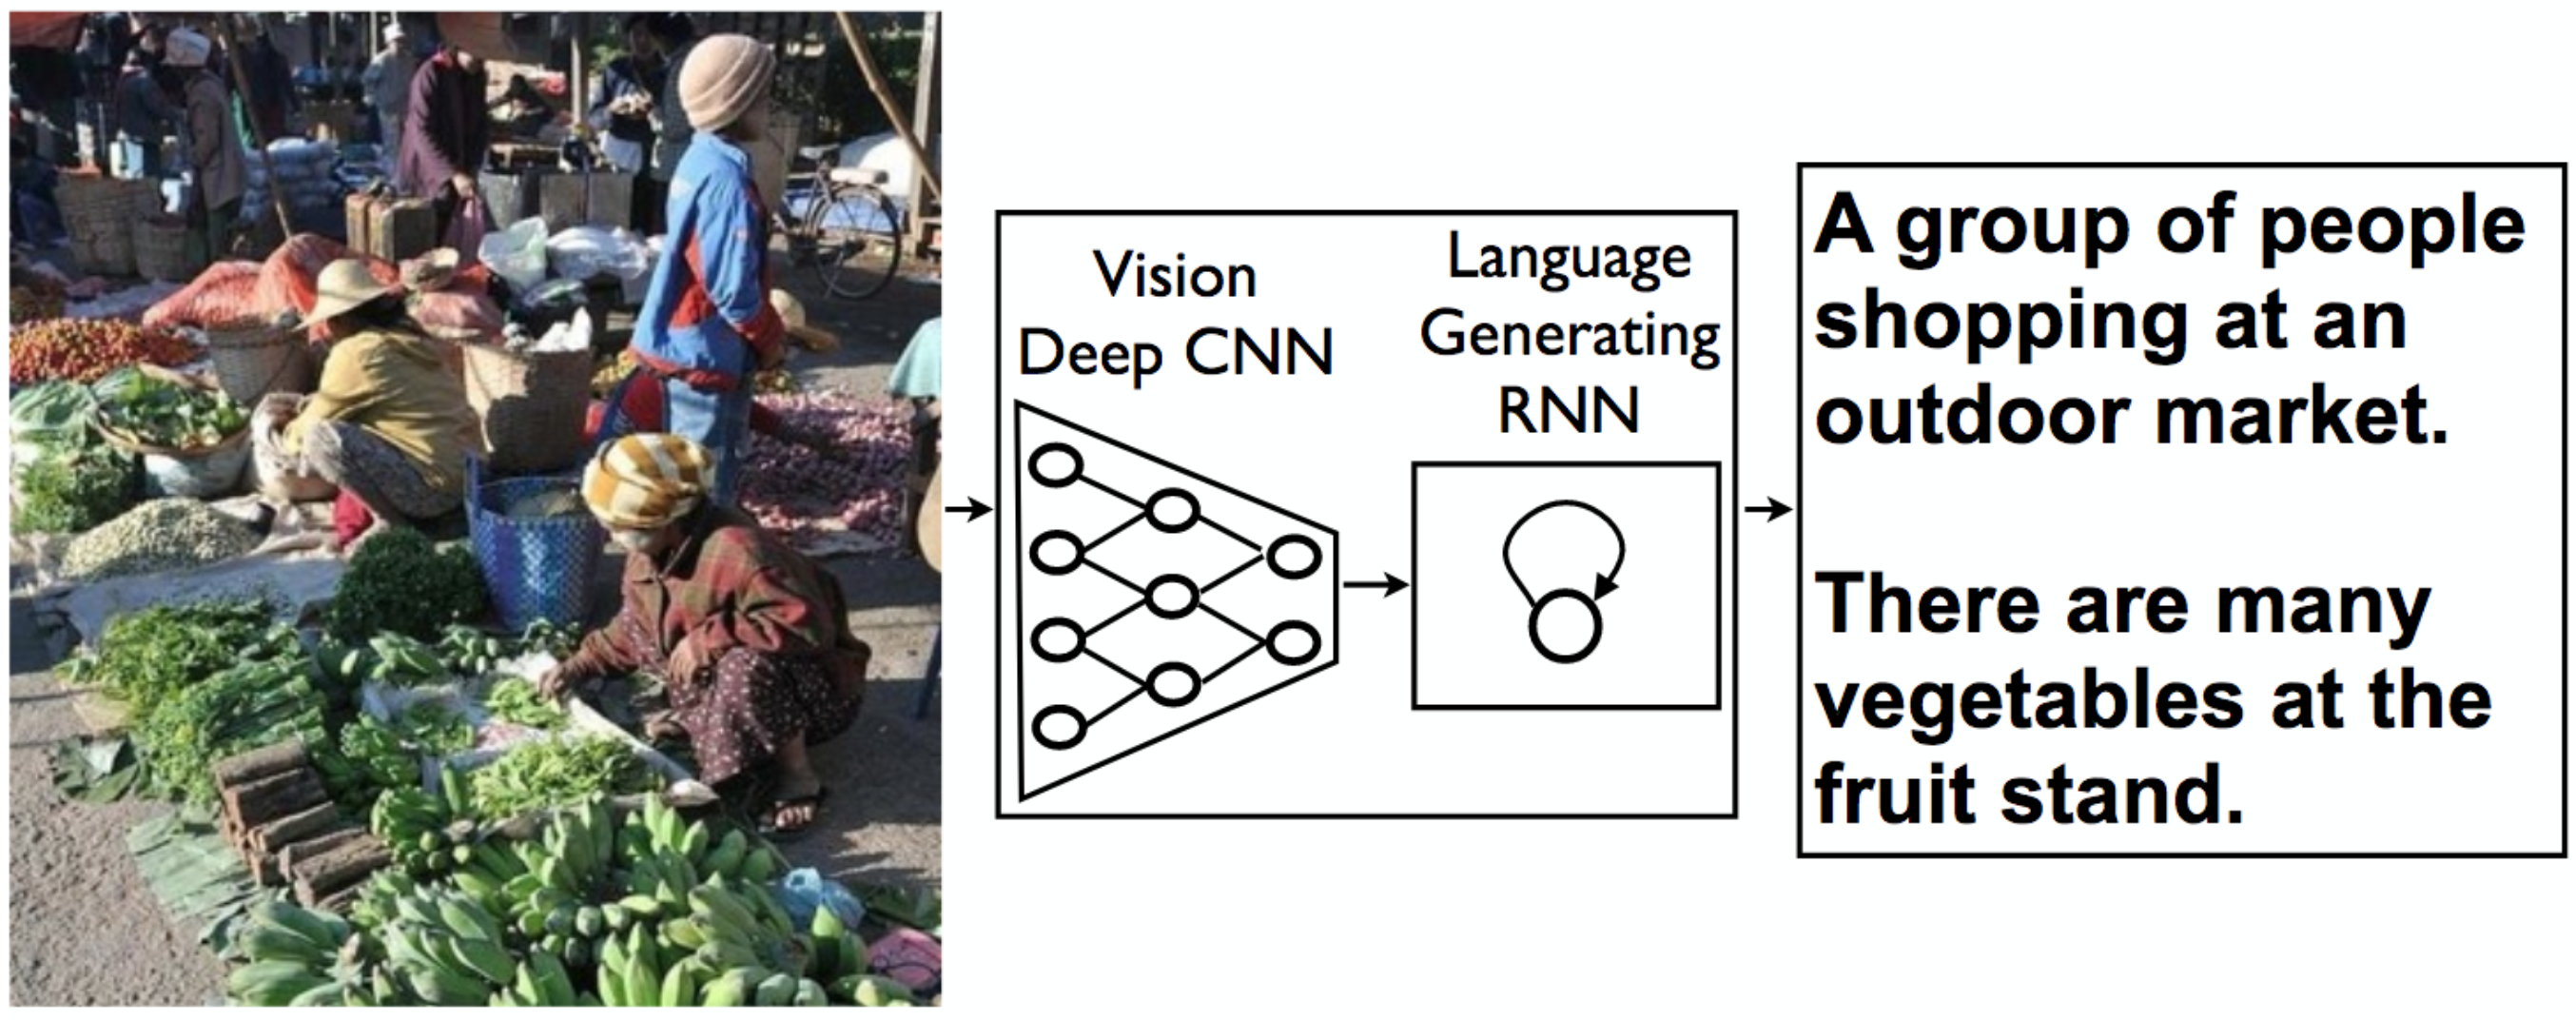 Vision
Deep CNN
Language
Generating
RNN
A group of people
shopping at an
outdoor market.
There are many
vegetables at the
fruit stand.